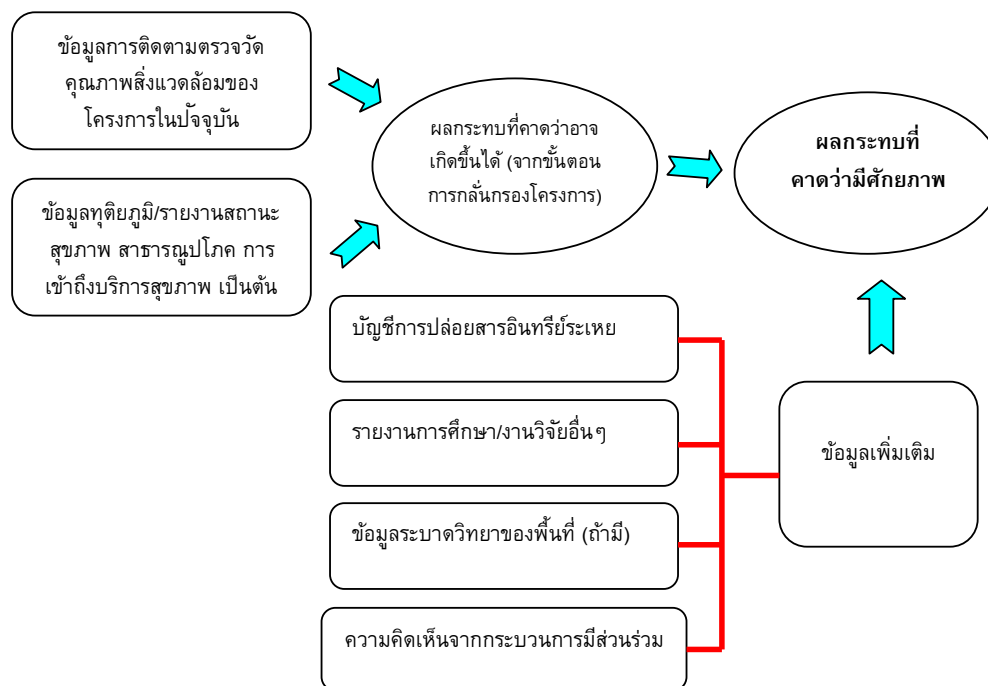 ข้อมูลการติดตามตรวจวัด
คุณภาพสิ่งแวดล้อมของ
โครงการในปัจจุบัน
ผลกระทบที่คาดว่าอาจ
เกิดขึ้นได้ (จากขั้นตอน
การกลั่นกรองโครงการ)
ผลกระทบที่
คาดว่ามีศักยภาพ
ข้อมูลทุติยภูมิ/รายงานสถานะ
สุขภาพ สาธารณูปโภค การ
เข้าถึงบริการสุขภาพ เป็นต้น
บัญชีการปล่อยสารอินทรีย์ระเหย
รายงานการศึกษา/งานวิจัยอื่นๆ
ข้อมูลระบาดวิทยาของพื้นที่ (ถ้ามี)
ความคิดเห็นจากกระบวนการมีส่วนร่วม
ข้อมูลเพิ่มเติม